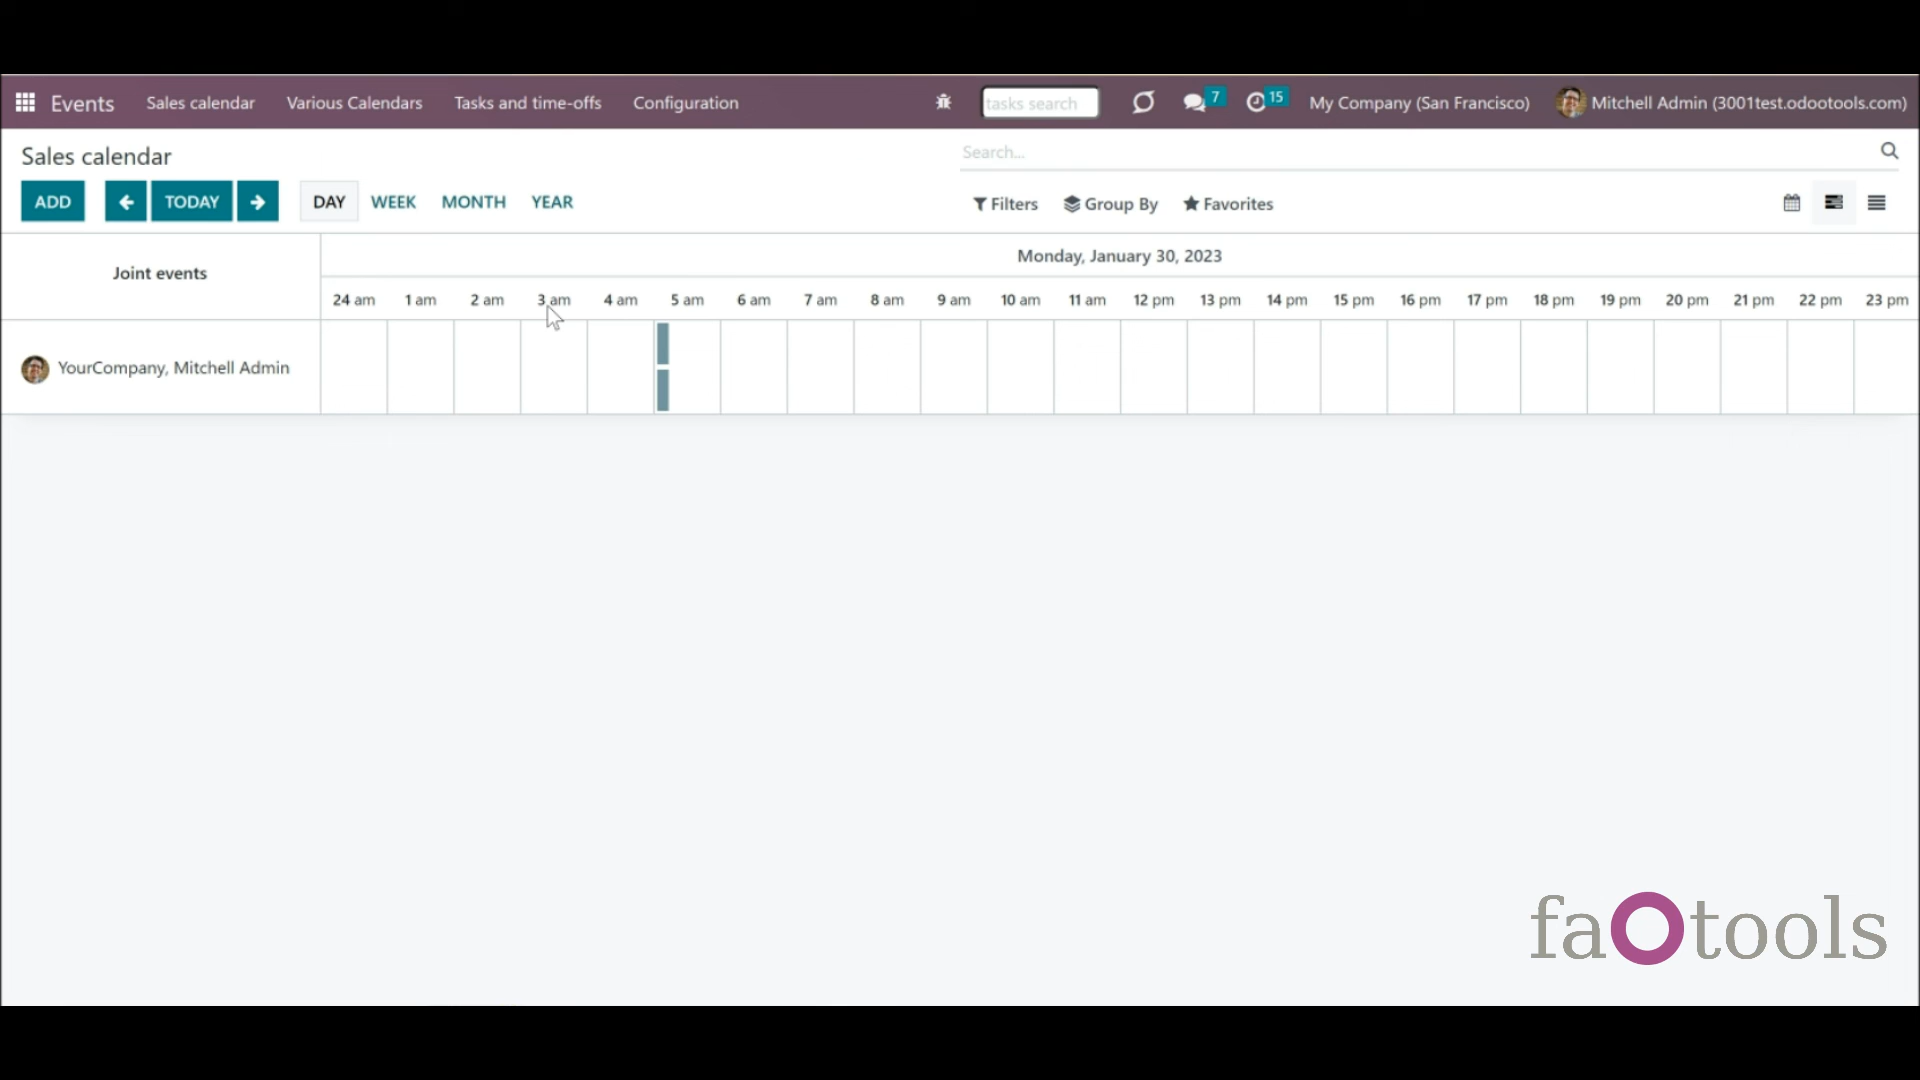 Events Sales calendar Various Calendars Tasks and time-offs Configuration tasks search 7 15 My Company (San Francisco) Mitchell Admin (3001test.odootools.com)
Sales calendar Search...
ADD TODAY DAY WEEK MONTH YEAR Filters Group By Favorites
Monday, January 30, 2023
Joint events
24 am 1 am 2 am 3 am 4 am 5 am 6 am 7 am 8 am 9 am 10 am 11 am 12 pm 13 pm 14 pm 15 pm 16 pm 17 pm 18 pm 19 pm 20 pm 21 pm 22 pm 23 pm
YourCompany, Mitchell Admin
faOtools